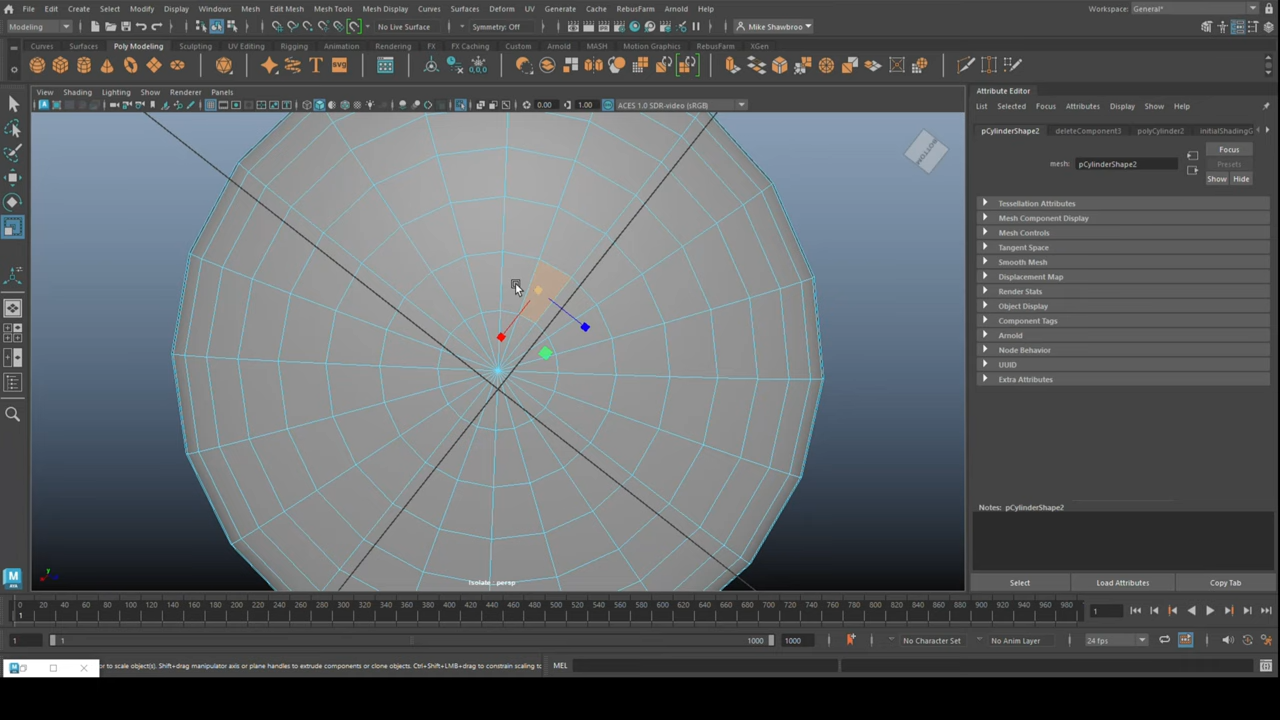 File Edit Create Select Modify Display Windows Mesh Edit Mesh Mesh Tools Mesh Display Curves Surfaces Deform UV Generate Cache RebusFarm Arnold Help Workspace: General*
Modeling No Live Surface Symmetry: Off Mike Shawbroo...
Curves Surfaces Poly Modeling Sculpting UV Editing Rigging Animation Rendering FX FX Caching Custom Arnold MASH Motion Graphics RebusFarm XGen
T SVG 0,0,0
View Shading Lighting Show Renderer Panels
0.00 1.00 ACES 1.0 SDR-video (sRGB)
Attribute Editor
List Selected Focus Attributes Display Show Help
pCylinderShape2 deleteComponent3 polyCylinder2 initialShadingG
Focus
mesh: pCylinderShape2 Presets
Show Hide
Tessellation Attributes
Mesh Component Display
Mesh Controls
Tangent Space
Smooth Mesh
Displacement Map
Render Stats
Object Display
Component Tags
Arnold
Node Behavior
UUID
Extra Attributes
Notes: pCylinderShape2
Select Load Attributes Copy Tab
BOTTOM
Isolate : persp
y
M
0 20 40 60 80 100 120 140 160 180 200 220 240 260 280 300 320 340 360 380 400 420 440 460 480 500 520 540 560 580 600 620 640 660 680 700 720 740 760 780 800 820 840 860 880 900 920 940 960 980
1 1
1 1 1000 1000 No Character Set No Anim Layer 24 fps
or to scale object(s). Shift+drag manipulator axis or plane handles to extrude components or clone objects. Ctrl+Shift+LMB+drag to constrain scaling to MEL